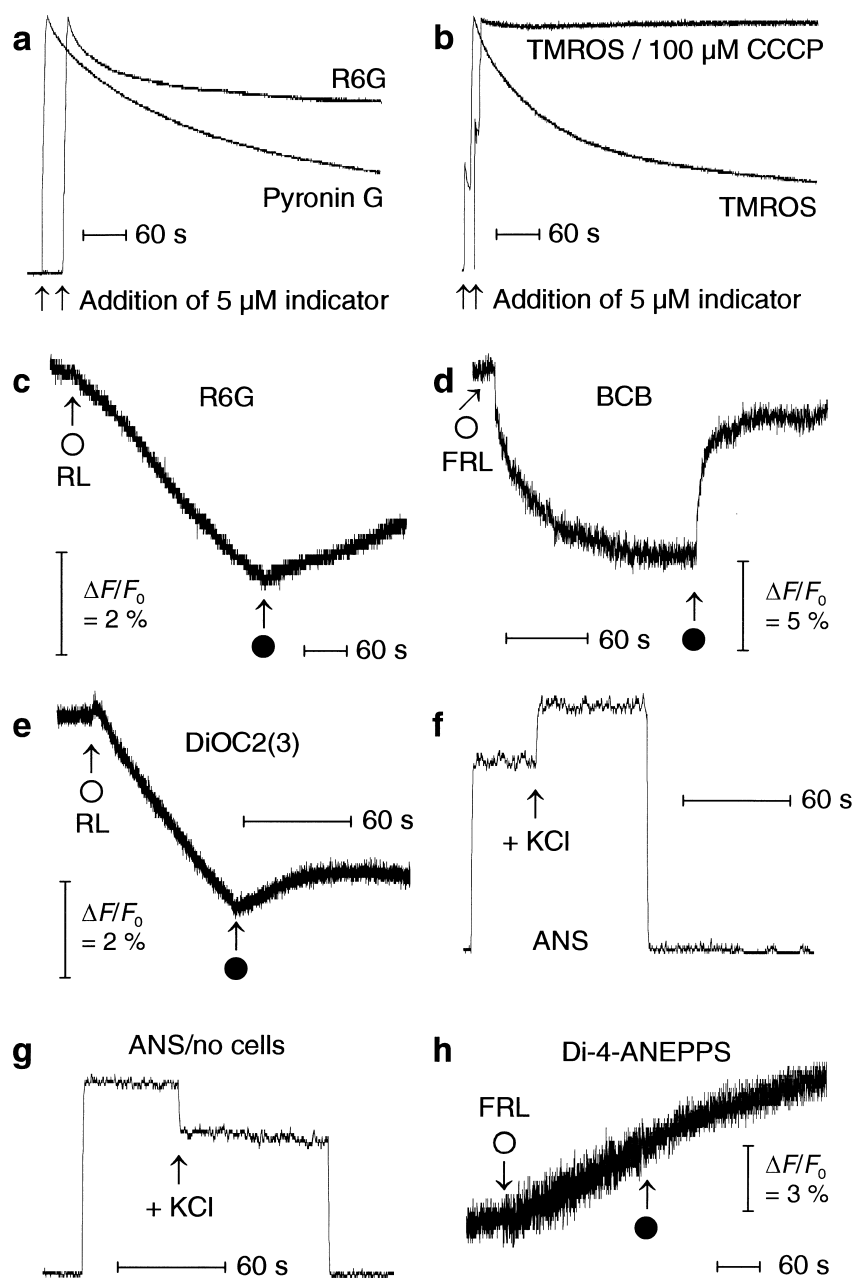 a
R6G
Pyronin G
60 s
Addition of 5 µM indicator
b
TMROS / 100 µM CCCP
TMROS
60 s
Addition of 5 µM indicator
c
R6G
RL
ΔF/F₀
= 2 %
60 s
d
BCB
FRL
60 s
ΔF/F₀
= 5 %
e
DiOC2(3)
RL
60 s
ΔF/F₀
= 2 %
f
60 s
+ KCl
ANS
g
ANS/no cells
+ KCl
60 s
h
Di-4-ANEPPS
FRL
ΔF/F₀
= 3 %
60 s